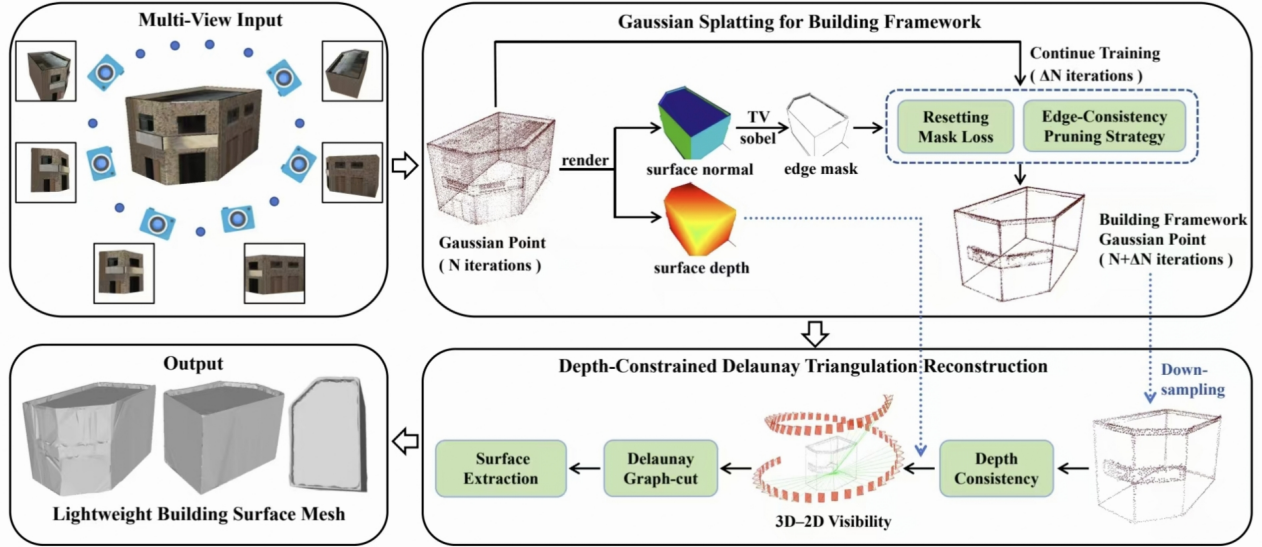 Multi-View Input
Gaussian Splatting for Building Framework
Continue Training
( ΔN iterations )
Resetting
Mask Loss
Edge-Consistency
Pruning Strategy
render
TV
sobel
surface normal
edge mask
surface depth
Gaussian Point
( N iterations )
Building Framework
Gaussian Point
( N+ΔN iterations )
Output
Lightweight Building Surface Mesh
Depth-Constrained Delaunay Triangulation Reconstruction
Down-
sampling
Surface
Extraction
Delaunay
Graph-cut
3D–2D Visibility
Depth
Consistency